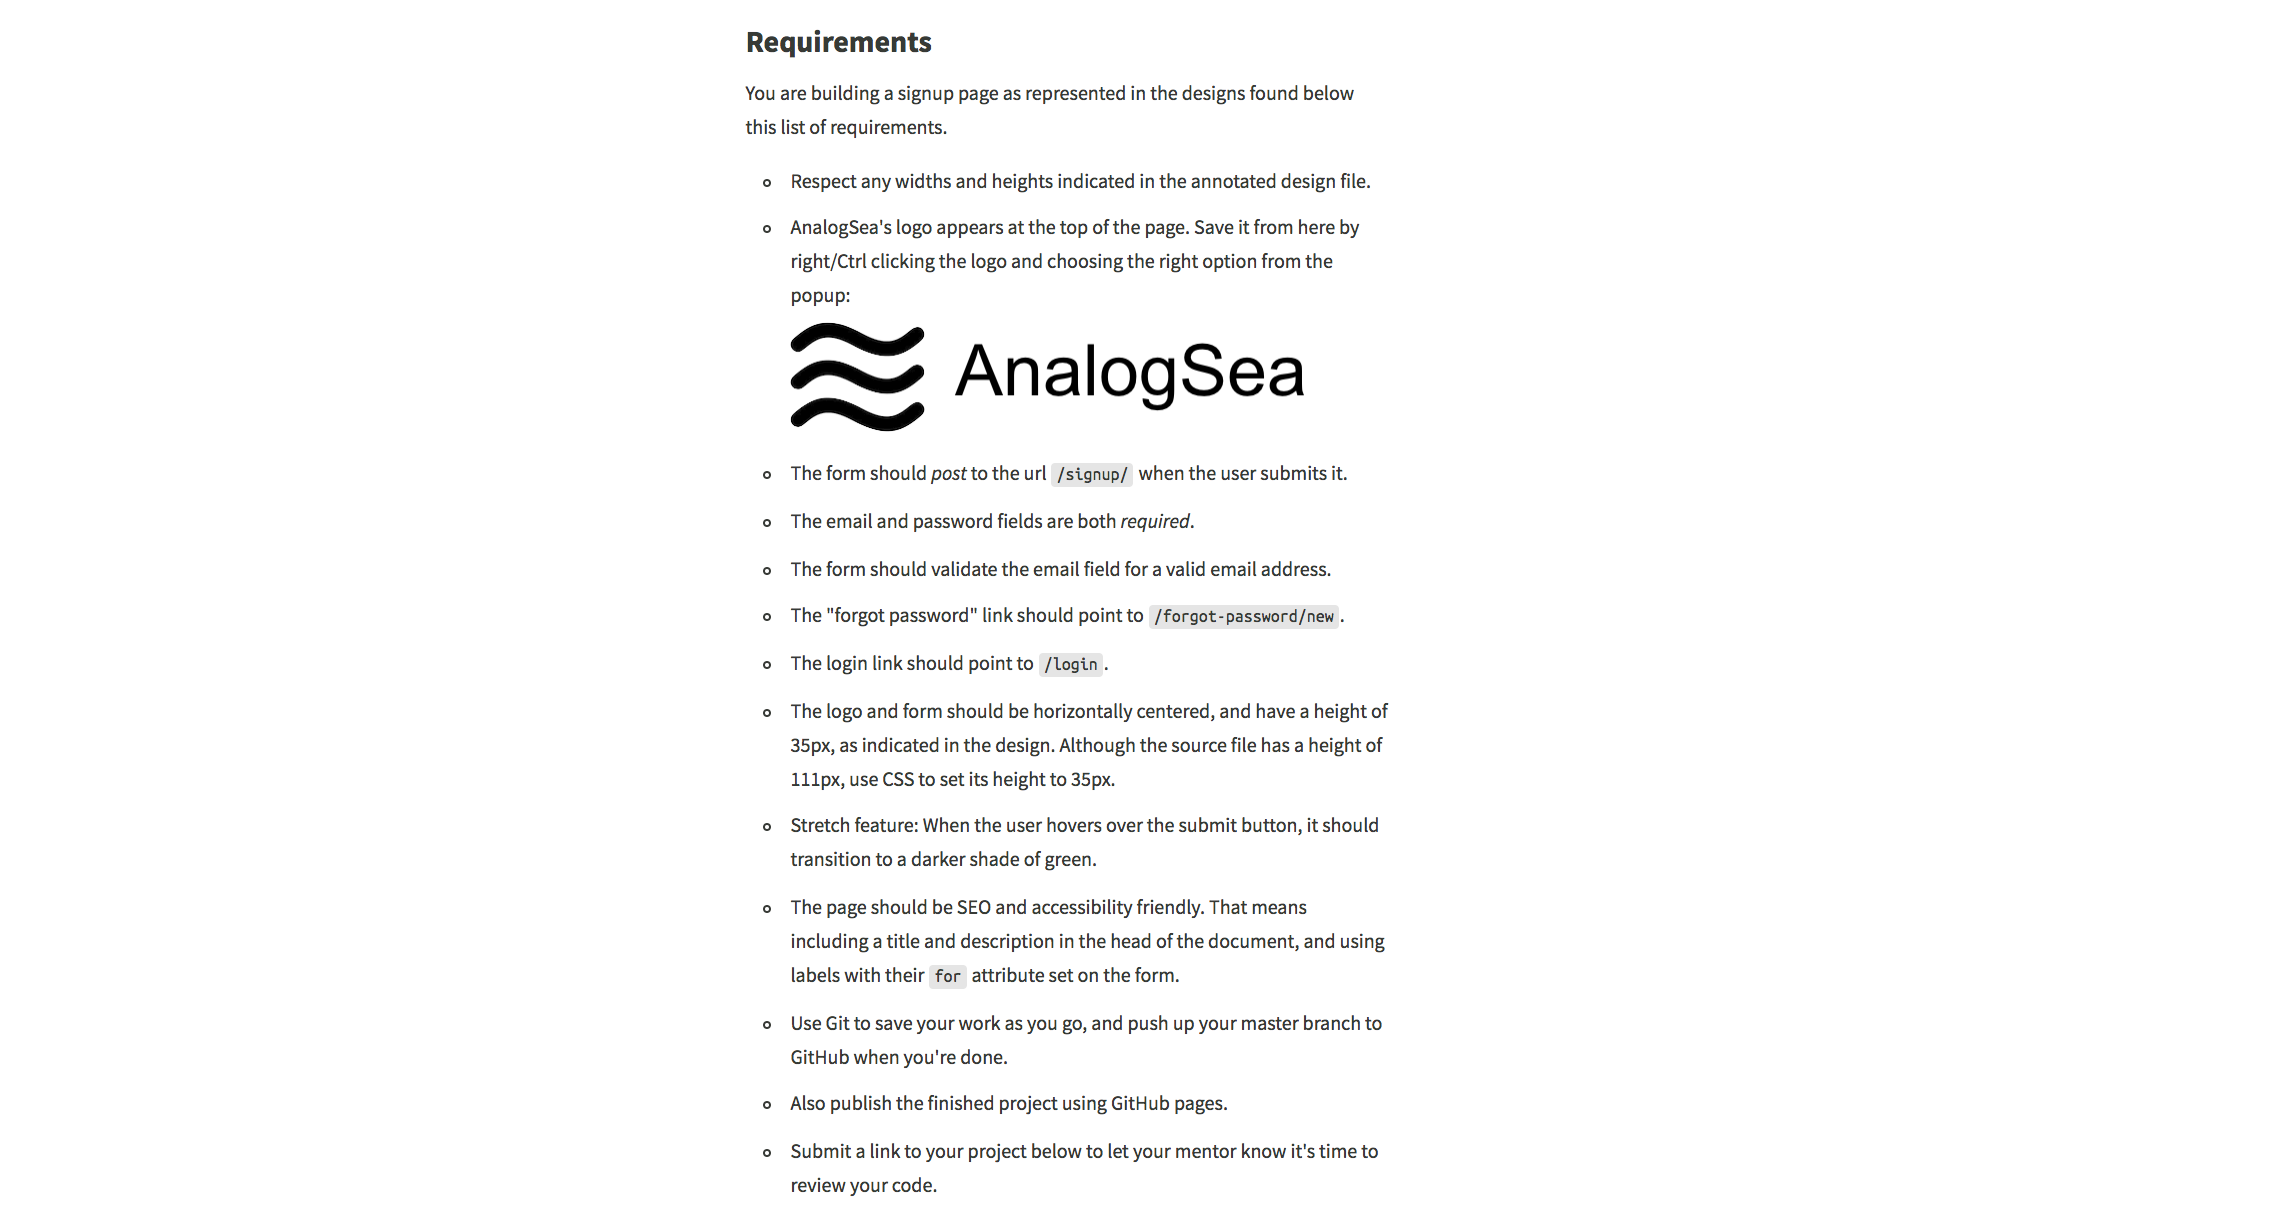 Requirements
You are building a signup page as represented in the designs found below
this list of requirements.
Respect any widths and heights indicated in the annotated design file.
AnalogSea's logo appears at the top of the page. Save it from here by
right/Ctrl clicking the logo and choosing the right option from the
popup:
AnalogSea
The form should post to the url /signup/ when the user submits it.
The email and password fields are both required.
The form should validate the email field for a valid email address.
The "forgot password" link should point to /forgot-password/new.
The login link should point to /login.
The logo and form should be horizontally centered, and have a height of
35px, as indicated in the design. Although the source file has a height of
111px, use CSS to set its height to 35px.
Stretch feature: When the user hovers over the submit button, it should
transition to a darker shade of green.
The page should be SEO and accessibility friendly. That means
including a title and description in the head of the document, and using
labels with their for attribute set on the form.
Use Git to save your work as you go, and push up your master branch to
GitHub when you're done.
Also publish the finished project using GitHub pages.
Submit a link to your project below to let your mentor know it's time to
review your code.